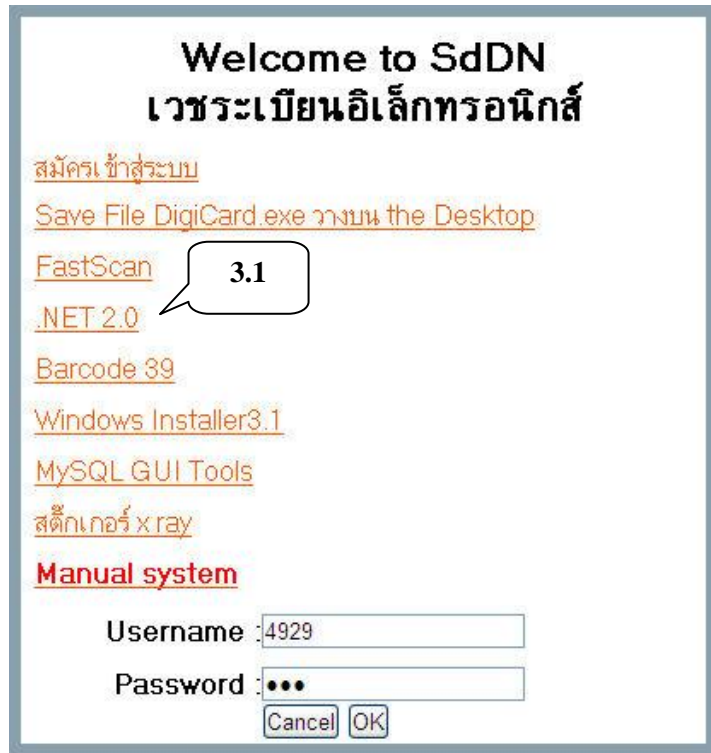 Welcome to SdDN
เวชระเบียนอิเล็กทรอนิกส์
สมัครเข้าสู่ระบบ
Save File DigiCard.exe วางบน the Desktop
FastScan
3.1
.NET 2.0
Barcode 39
Windows Installer3.1
MySQL GUI Tools
สติ๊กเกอร์ x ray
Manual system
Username :4929
Password :•••
Cancel OK